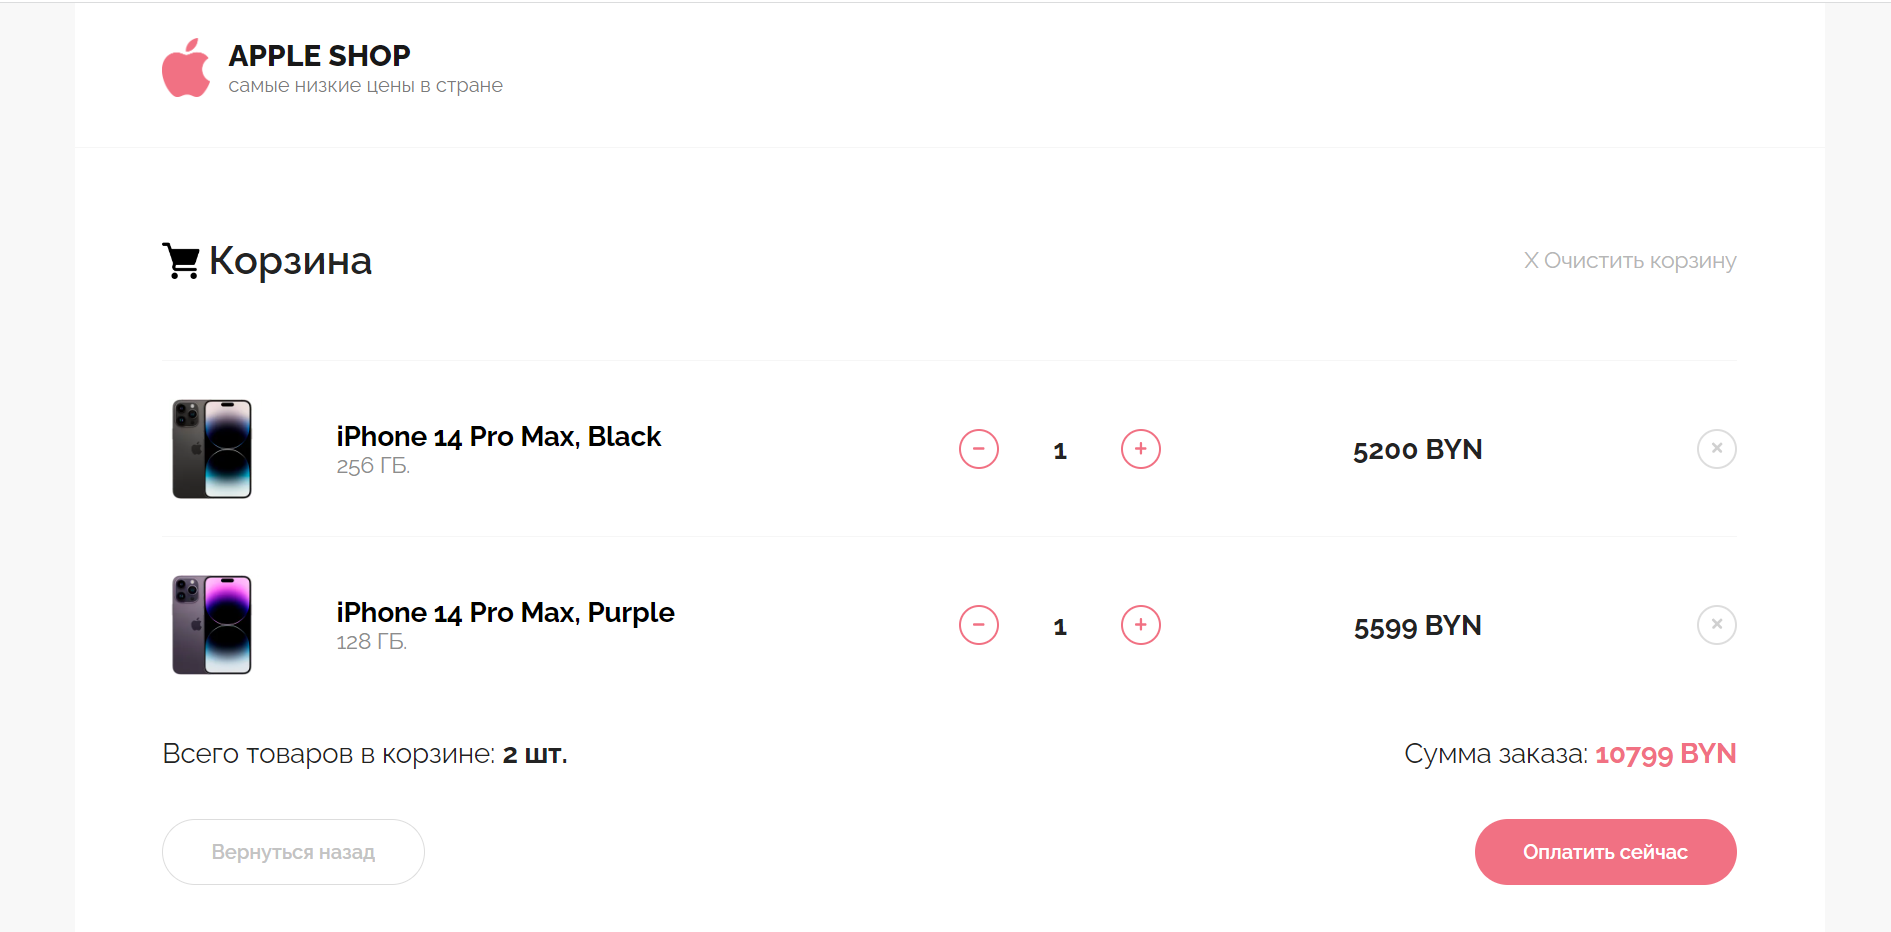 APPLE SHOP
самые низкие цены в стране
Корзина
X Очистить корзину
iPhone 14 Pro Max, Black
256 ГБ.
− 1 + 5200 BYN ×
iPhone 14 Pro Max, Purple
128 ГБ.
− 1 + 5599 BYN ×
Всего товаров в корзине: 2 шт.
Сумма заказа: 10799 BYN
Вернуться назад
Оплатить сейчас